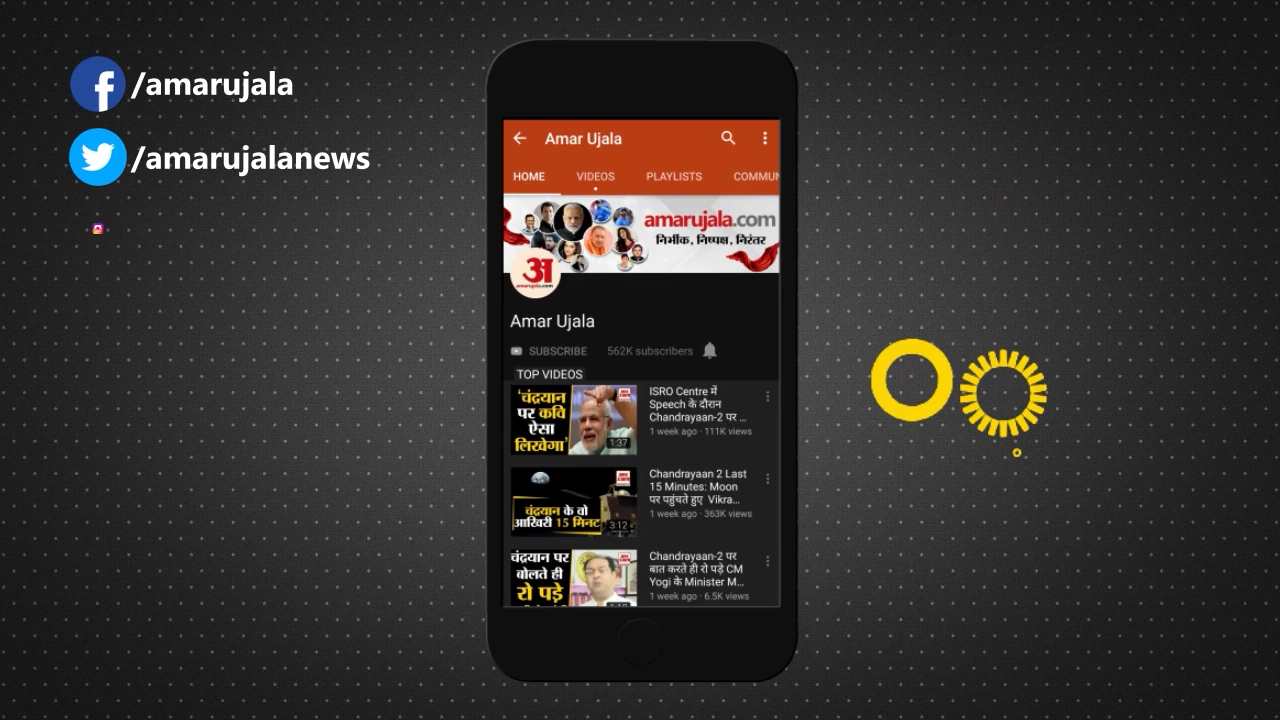 /amarujala
/amarujalanews
Amar Ujala
HOME VIDEOS PLAYLISTS COMMUN
amarujala.com
निर्भीक, निष्पक्ष, निरंतर
अ
amarujala.com
Amar Ujala
SUBSCRIBE 562K subscribers
TOP VIDEOS
'चंद्रयान
पर कवि
ऐसा
लिखेगा'
1:37
ISRO Centre में
Speech के दौरान
Chandrayaan-2 पर ...
1 week ago · 111K views
चंद्रयान के वो
आखिरी 15 मिनट
3:12
Chandrayaan 2 Last
15 Minutes: Moon
पर पहुंचते हुए Vikra...
1 week ago · 363K views
चंद्रयान पर
बोलते ही
रो पड़े
Chandrayaan-2 पर
बात करते ही रो पड़े CM
Yogi के Minister M...
1 week ago · 6.5K views